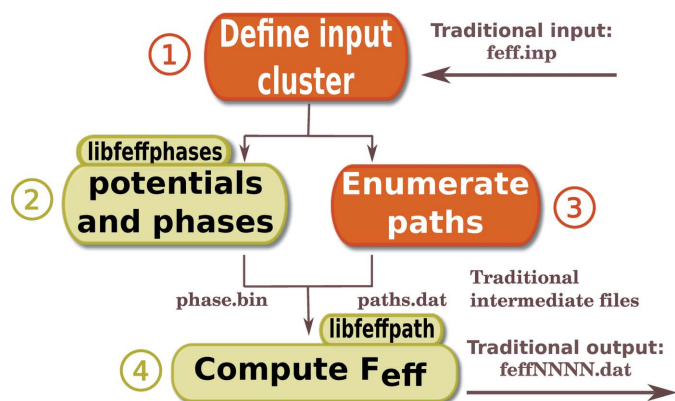 1
Define input
cluster
Traditional input:
feff.inp
libfeffphases
2
potentials
and phases
Enumerate
paths
3
phase.bin
paths.dat
Traditional
intermediate files
libfeffpath
4
Compute Feff
Traditional output:
feffNNNN.dat